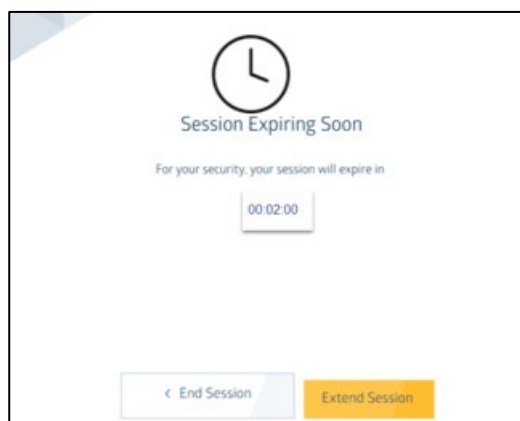 Session Expiring Soon
For your security, your session will expire in
00:02:00
< End Session
Extend Session